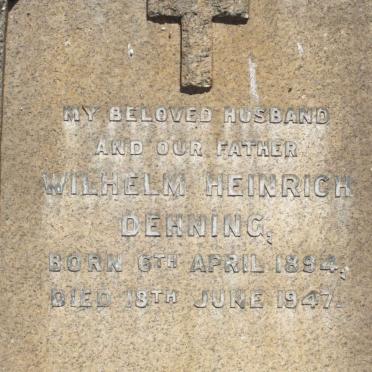 MY BELOVED HUSBAND
AND OUR FATHER
WILHELM HEINRICH
DEHNING,
BORN 6TH APRIL 1894,
DIED 18TH JUNE 1947.